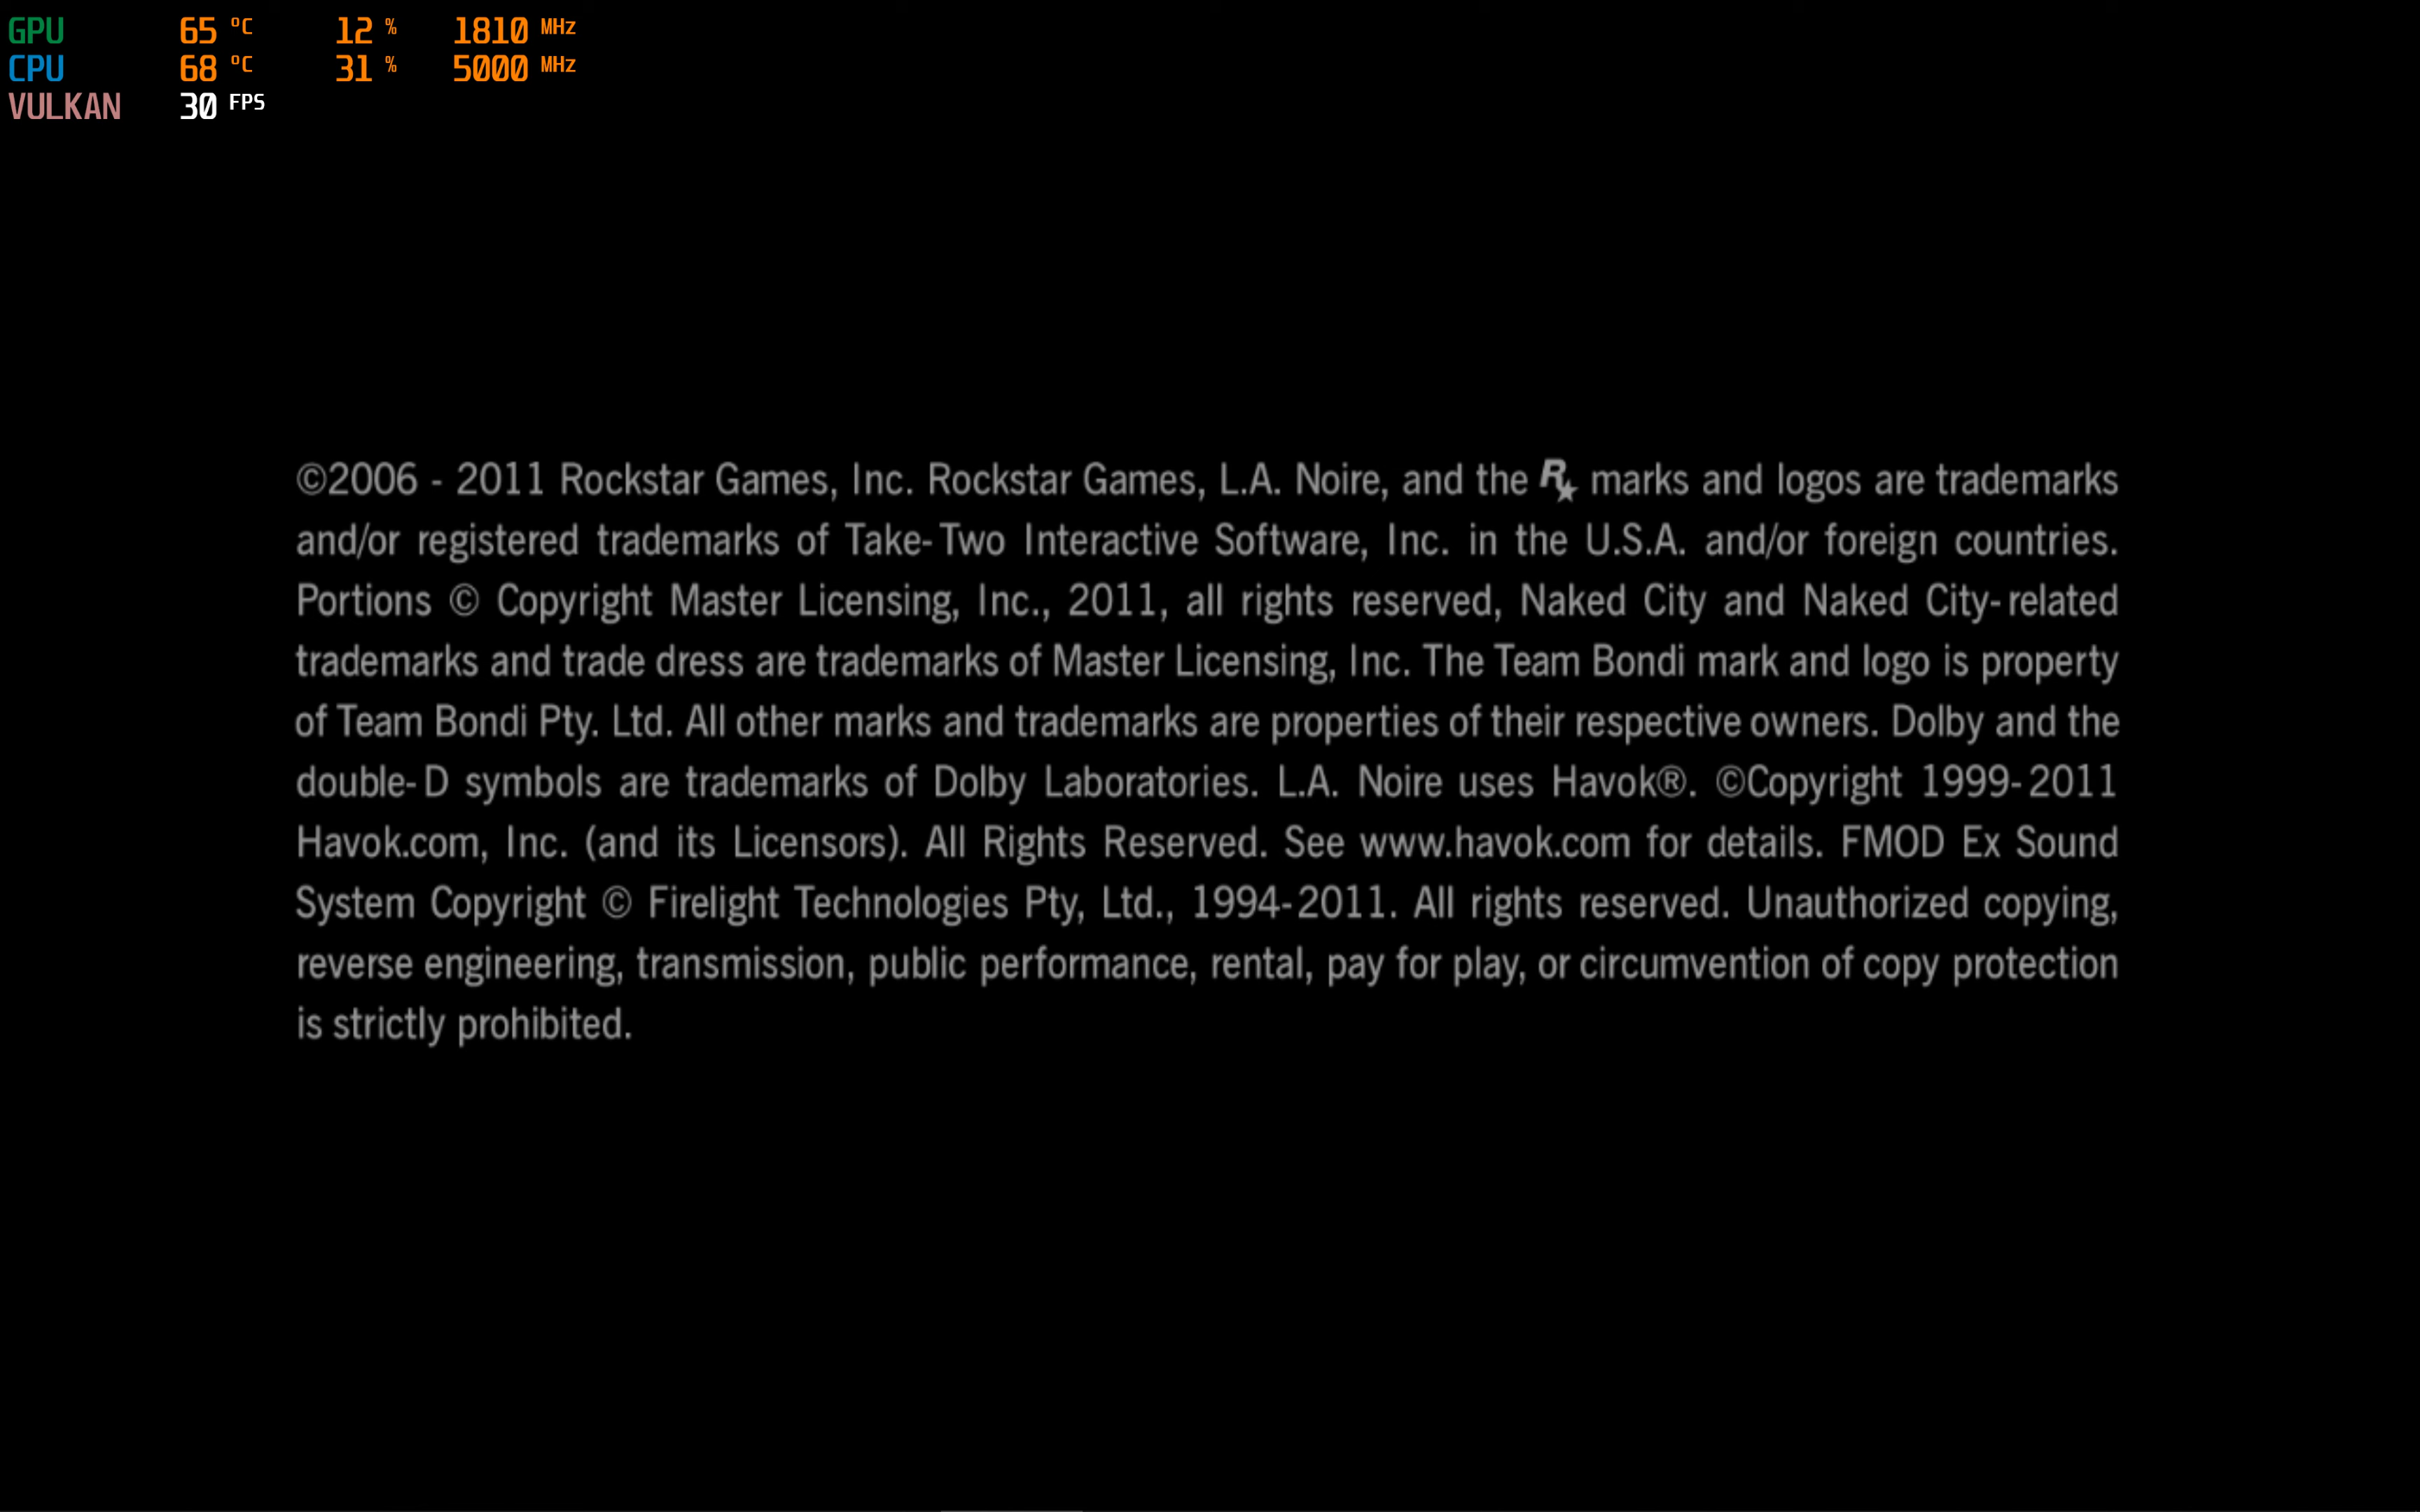 GPU 65 °C 12 % 1810 MHz
CPU 68 °C 31 % 5000 MHz
VULKAN 30 FPS
©2006 - 2011 Rockstar Games, Inc. Rockstar Games, L.A. Noire, and the R★ marks and logos are trademarks
and/or registered trademarks of Take-Two Interactive Software, Inc. in the U.S.A. and/or foreign countries.
Portions © Copyright Master Licensing, Inc., 2011, all rights reserved, Naked City and Naked City-related
trademarks and trade dress are trademarks of Master Licensing, Inc. The Team Bondi mark and logo is property
of Team Bondi Pty. Ltd. All other marks and trademarks are properties of their respective owners. Dolby and the
double-D symbols are trademarks of Dolby Laboratories. L.A. Noire uses Havok®. ©Copyright 1999-2011
Havok.com, Inc. (and its Licensors). All Rights Reserved. See www.havok.com for details. FMOD Ex Sound
System Copyright © Firelight Technologies Pty, Ltd., 1994-2011. All rights reserved. Unauthorized copying,
reverse engineering, transmission, public performance, rental, pay for play, or circumvention of copy protection
is strictly prohibited.